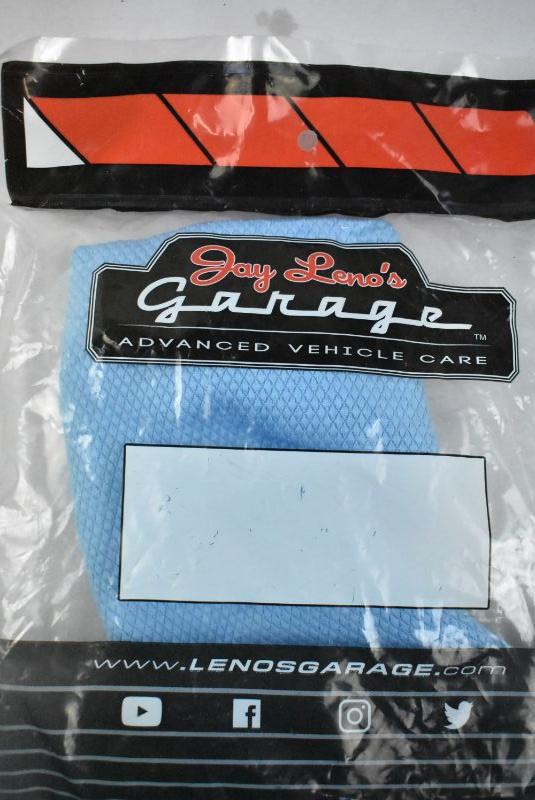 Jay Leno's
Garage
TM
ADVANCED VEHICLE CARE
www.LENOSGARAGE.com